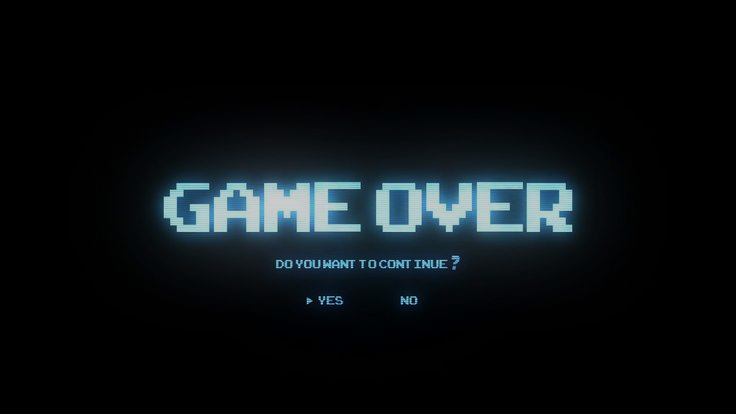 GAME OVER
DO YOU WANT TO CONTINUE?
▸ YES NO